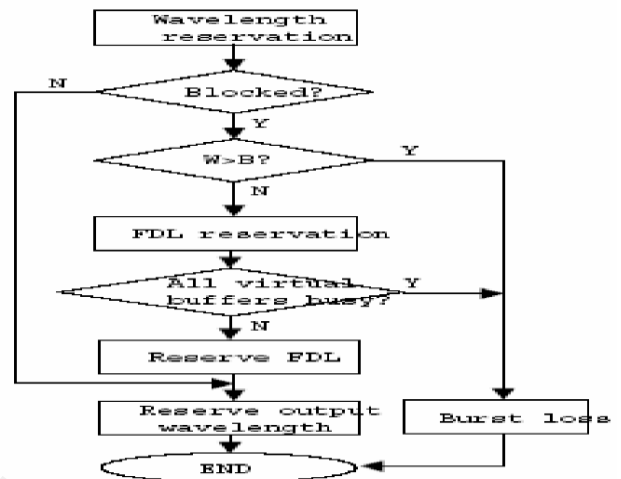 Wavelength
reservation
N
Blocked?
Y
W>B?
Y
N
FDL reservation
All virtual
buffers busy?
Y
N
Reserve FDL
Reserve output
wavelength
Burst loss
END